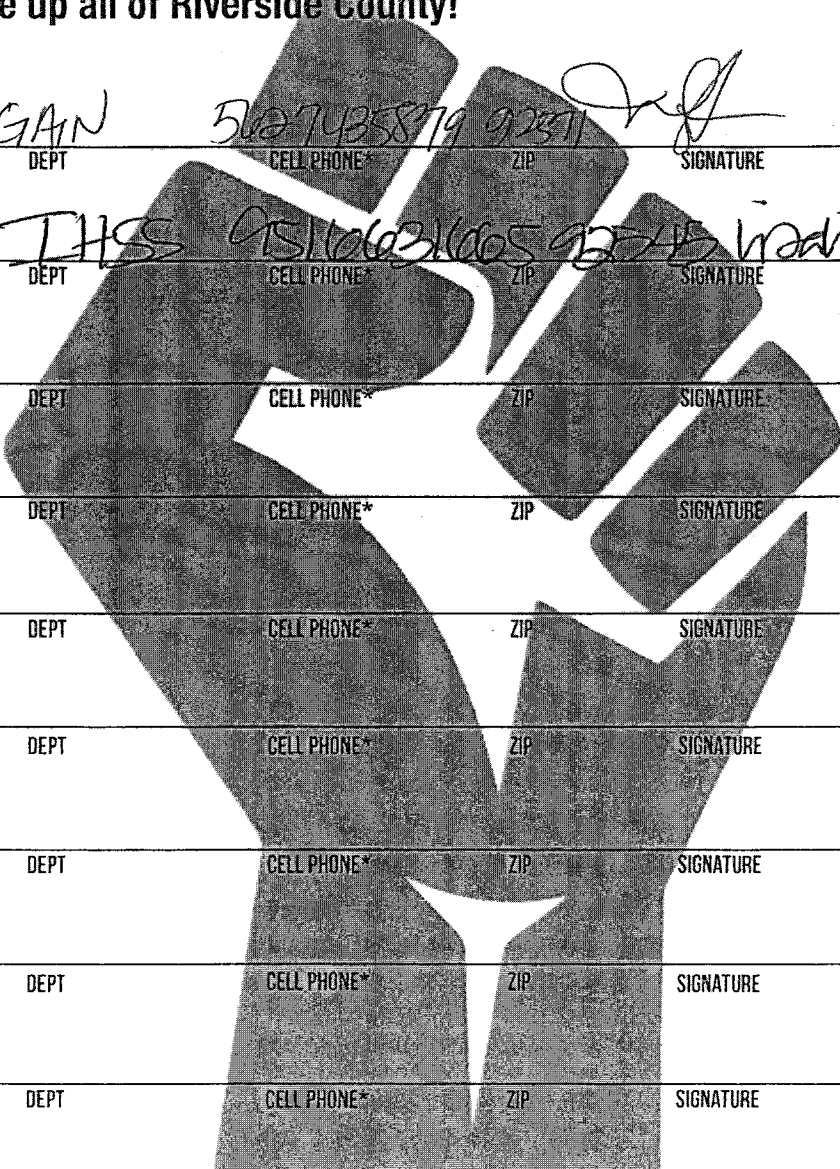 e up all of Riverside County!
GAIN 5627435879 92571
DEPT CELL PHONE* ZIP SIGNATURE
IHSS 9516631665 92545
DEPT CELL PHONE* ZIP SIGNATURE
DEPT CELL PHONE* ZIP SIGNATURE
DEPT CELL PHONE* ZIP SIGNATURE
DEPT CELL PHONE* ZIP SIGNATURE
DEPT CELL PHONE* ZIP SIGNATURE
DEPT CELL PHONE* ZIP SIGNATURE
DEPT CELL PHONE* ZIP SIGNATURE
DEPT CELL PHONE* ZIP SIGNATURE